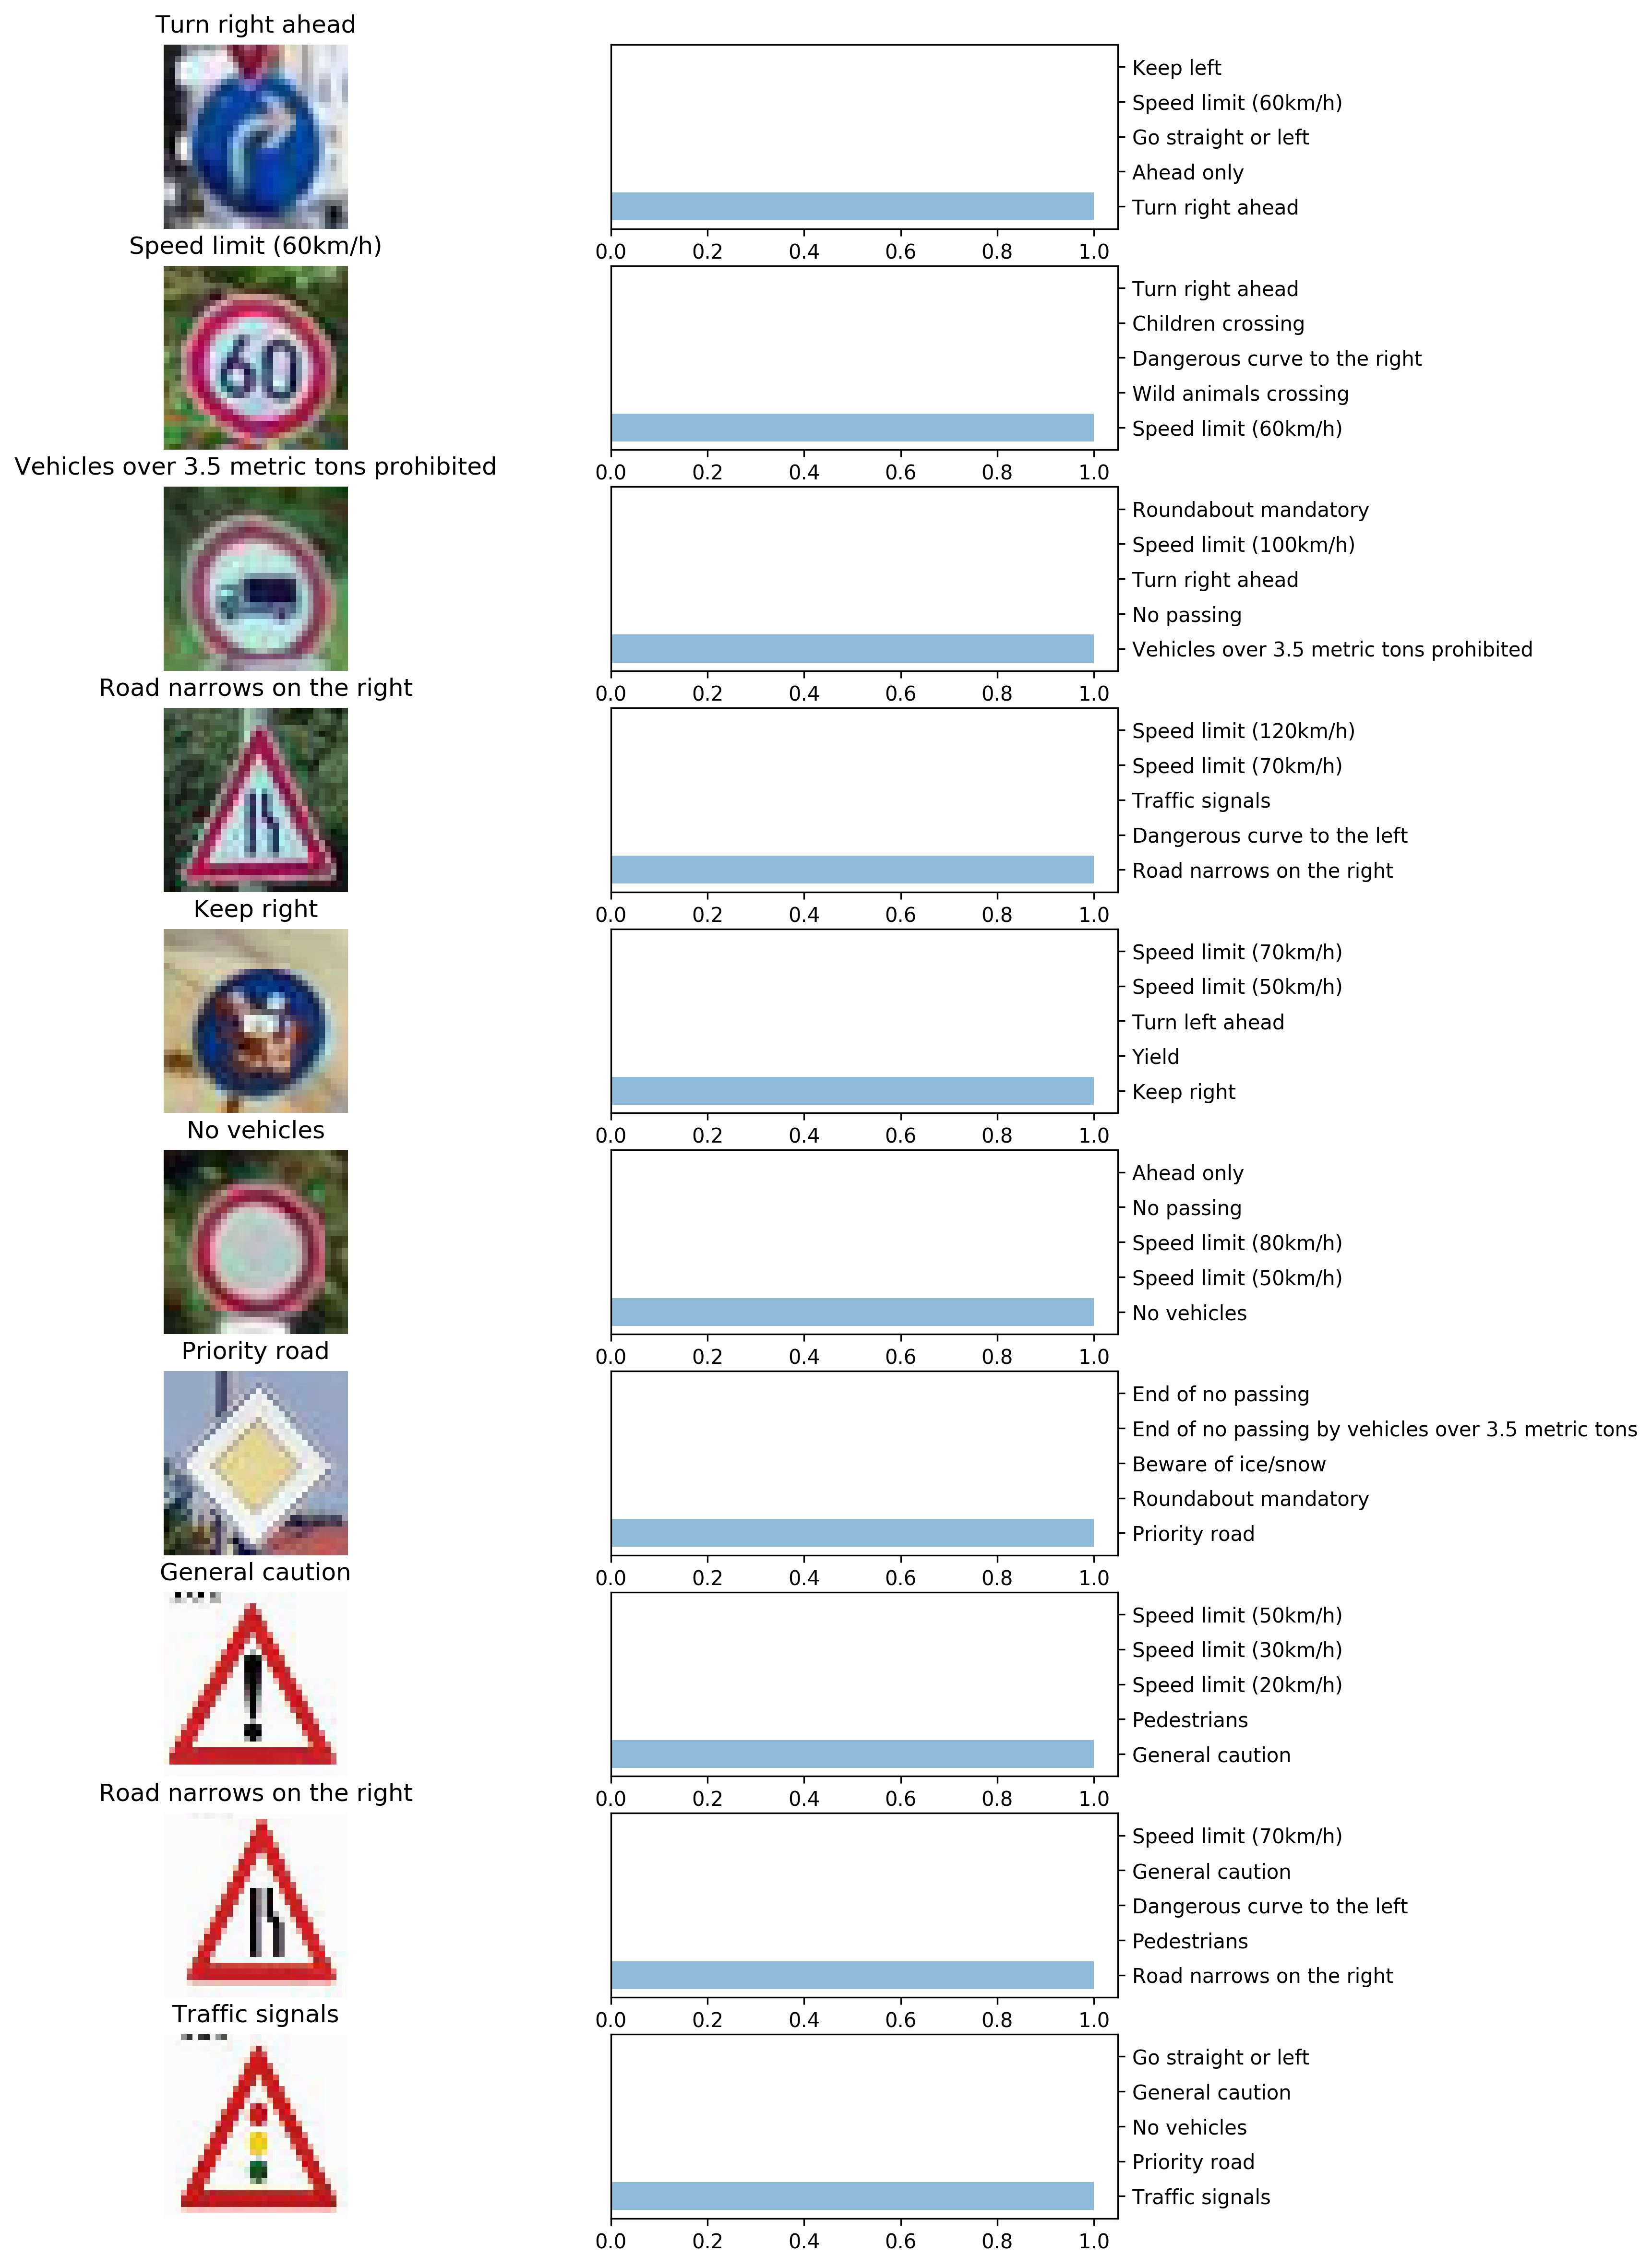 Turn right ahead
Keep left
Speed limit (60km/h)
Go straight or left
Ahead only
Turn right ahead
0.0 0.2 0.4 0.6 0.8 1.0
Speed limit (60km/h)
60
Turn right ahead
Children crossing
Dangerous curve to the right
Wild animals crossing
Speed limit (60km/h)
0.0 0.2 0.4 0.6 0.8 1.0
Vehicles over 3.5 metric tons prohibited
Roundabout mandatory
Speed limit (100km/h)
Turn right ahead
No passing
Vehicles over 3.5 metric tons prohibited
0.0 0.2 0.4 0.6 0.8 1.0
Road narrows on the right
Speed limit (120km/h)
Speed limit (70km/h)
Traffic signals
Dangerous curve to the left
Road narrows on the right
0.0 0.2 0.4 0.6 0.8 1.0
Keep right
Speed limit (70km/h)
Speed limit (50km/h)
Turn left ahead
Yield
Keep right
0.0 0.2 0.4 0.6 0.8 1.0
No vehicles
Ahead only
No passing
Speed limit (80km/h)
Speed limit (50km/h)
No vehicles
0.0 0.2 0.4 0.6 0.8 1.0
Priority road
End of no passing
End of no passing by vehicles over 3.5 metric tons
Beware of ice/snow
Roundabout mandatory
Priority road
0.0 0.2 0.4 0.6 0.8 1.0
General caution
!
Speed limit (50km/h)
Speed limit (30km/h)
Speed limit (20km/h)
Pedestrians
General caution
0.0 0.2 0.4 0.6 0.8 1.0
Road narrows on the right
Speed limit (70km/h)
General caution
Dangerous curve to the left
Pedestrians
Road narrows on the right
0.0 0.2 0.4 0.6 0.8 1.0
Traffic signals
Go straight or left
General caution
No vehicles
Priority road
Traffic signals
0.0 0.2 0.4 0.6 0.8 1.0